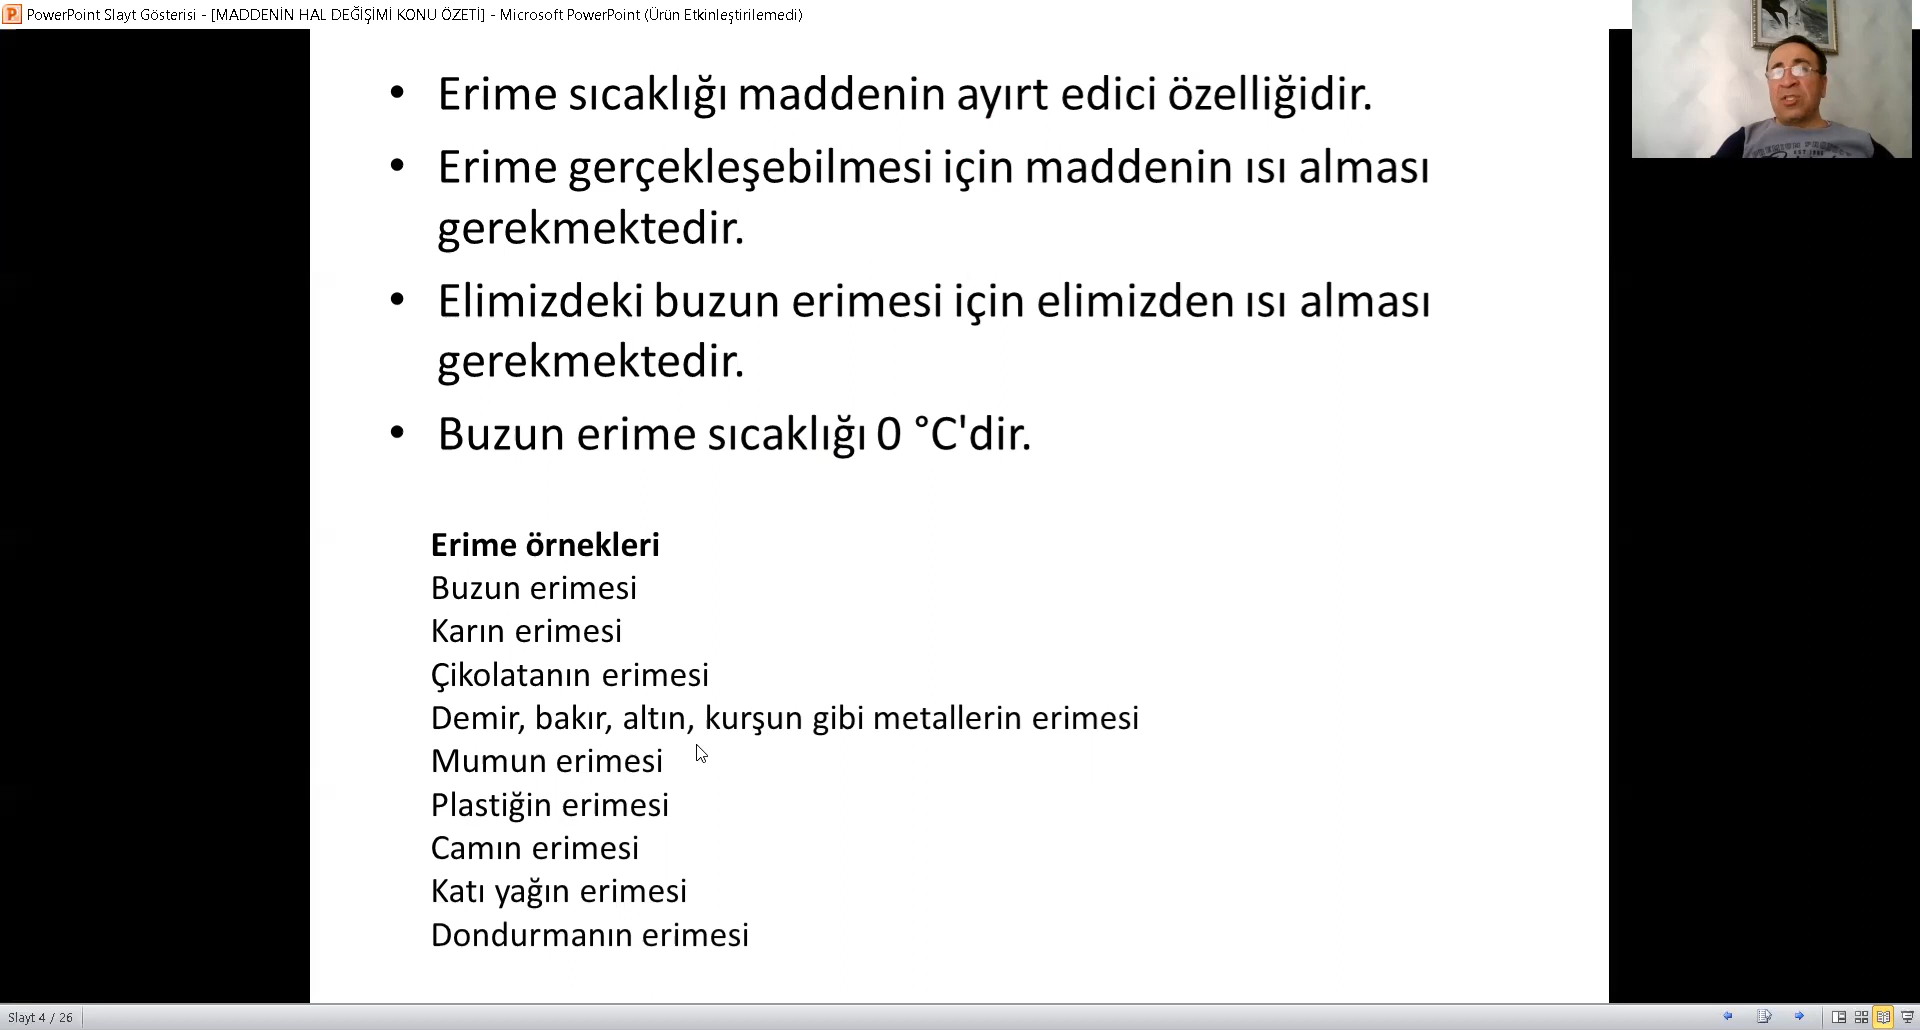 PowerPoint Slayt Gösterisi - [MADDENİN HAL DEĞİŞİMİ KONU ÖZETİ] - Microsoft PowerPoint (Ürün Etkinleştirilemedi)
• Erime sıcaklığı maddenin ayırt edici özelliğidir.
• Erime gerçekleşebilmesi için maddenin ısı alması
gerekmektedir.
• Elimizdeki buzun erimesi için elimizden ısı alması
gerekmektedir.
• Buzun erime sıcaklığı 0 °C'dir.
Erime örnekleri
Buzun erimesi
Karın erimesi
Çikolatanın erimesi
Demir, bakır, altın, kurşun gibi metallerin erimesi
Mumun erimesi
Plastiğin erimesi
Camın erimesi
Katı yağın erimesi
Dondurmanın erimesi
Slayt 4 / 26